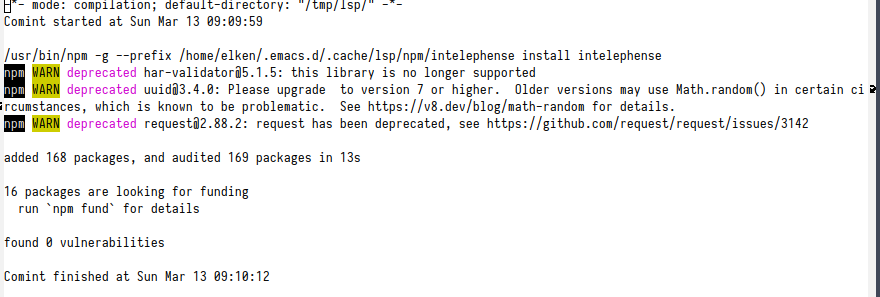 -*- mode: compilation; default-directory: "/tmp/lsp/" -*-
Comint started at Sun Mar 13 09:09:59
/usr/bin/npm -g --prefix /home/elken/.emacs.d/.cache/lsp/npm/intelephense install intelephense
npm WARN deprecated har-validator@5.1.5: this library is no longer supported
npm WARN deprecated uuid@3.4.0: Please upgrade  to version 7 or higher.  Older versions may use Math.random() in certain ci
rcumstances, which is known to be problematic.  See https://v8.dev/blog/math-random for details.
npm WARN deprecated request@2.88.2: request has been deprecated, see https://github.com/request/request/issues/3142
added 168 packages, and audited 169 packages in 13s
16 packages are looking for funding
  run `npm fund` for details
found 0 vulnerabilities
Comint finished at Sun Mar 13 09:10:12